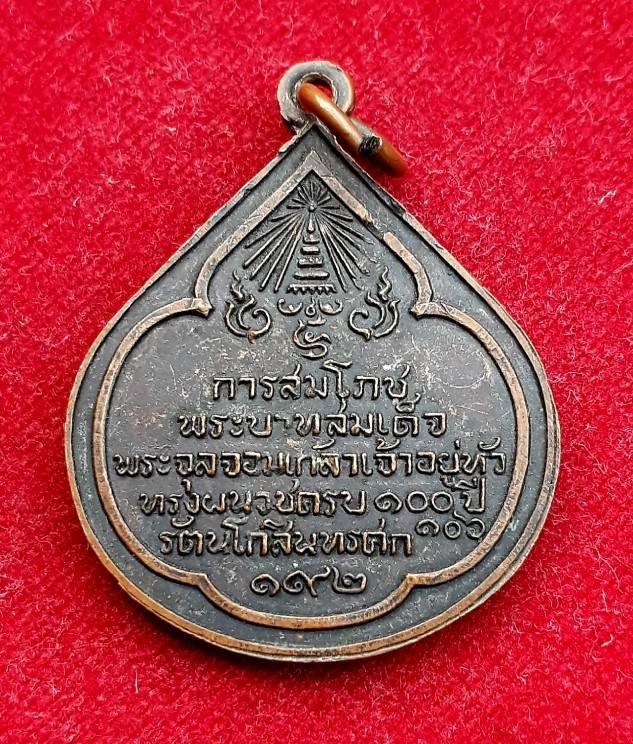 การสมโภช
พระบาทสมเด็จ
พระจุลจอมเกล้าเจ้าอยู่หัว
ทรงผนวชครบ ๑๐๐ ปี
รัตนโกสินทรศก ๑๐๖
๑๙๒